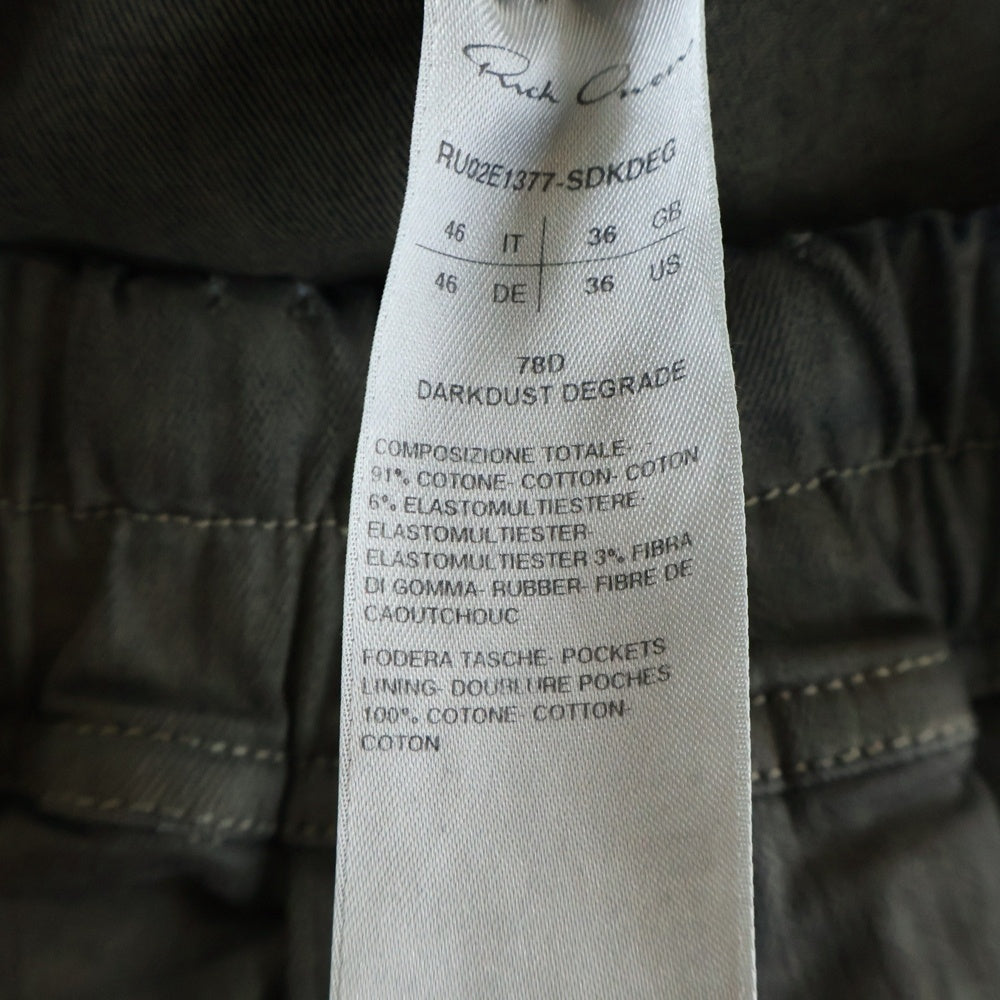 Rick Owens
RU02E1377-SDKDEG
46 IT 36 GB
46 DE 36 US
78D
DARKDUST DEGRADE
COMPOSIZIONE TOTALE-
91% COTONE- COTTON- COTON
6% ELASTOMULTIESTERE
ELASTOMULTIESTER
ELASTOMULTIESTER 3% FIBRA
DI GOMMA- RUBBER- FIBRE DE
CAOUTCHOUC
FODERA TASCHE- POCKETS
LINING- DOUBLURE POCHES
100% COTONE- COTTON-
COTON